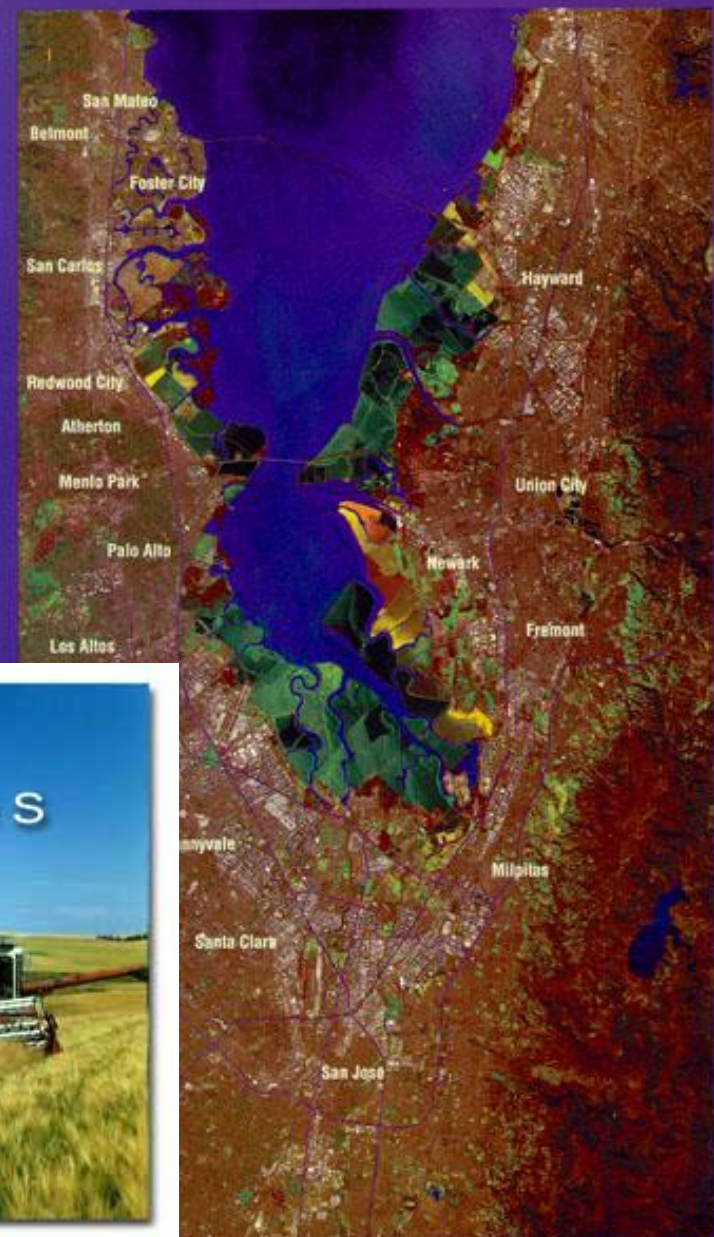 San Mateo
Belmont
Foster City
San Carlos
Hayward
Redwood City
Atherton
Menlo Park
Union City
Palo Alto
Newark
Fremont
Los Altos
S
nnyvale
Milpitas
Santa Clara
San Jose